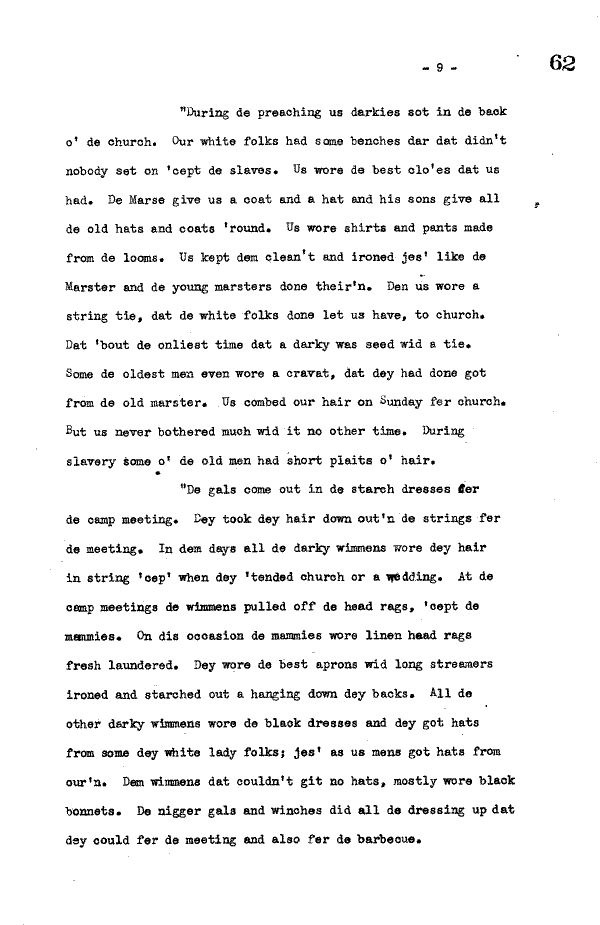 - 9 -
62
"During de preaching us darkies sot in de back
o' de church. Our white folks had some benches dar dat didn't
nobody set on 'cept de slaves. Us wore de best clo'es dat us
had. De Marse give us a coat and a hat and his sons give all
de old hats and coats 'round. Us wore shirts and pants made
from de looms. Us kept dem clean't and ironed jes' like de
Marster and de young marsters done their'n. Den us wore a
string tie, dat de white folks done let us have, to church.
Dat 'bout de onliest time dat a darky was seed wid a tie.
Some de oldest men even wore a cravat, dat dey had done got
from de old marster. Us combed our hair on Sunday fer church.
But us never bothered much wid it no other time. During
slavery some o' de old men had short plaits o' hair.
"De gals come out in de starch dresses fer
de camp meeting. Dey took dey hair down out'n de strings fer
de meeting. In dem days all de darky wimmens wore dey hair
in string 'cep' when dey 'tended church or a wedding. At de
camp meetings de wimmens pulled off de head rags, 'cept de
mammies. On dis occasion de mammies wore linen head rags
fresh laundered. Dey wore de best aprons wid long streamers
ironed and starched out a hanging down dey backs. All de
other darky wimmens wore de black dresses and dey got hats
from some dey white lady folks; jes' as us mens got hats from
our'n. Dem wimmens dat couldn't git no hats, mostly wore black
bonnets. De nigger gals and winches did all de dressing up dat
dey could fer de meeting and also fer de barbecue.